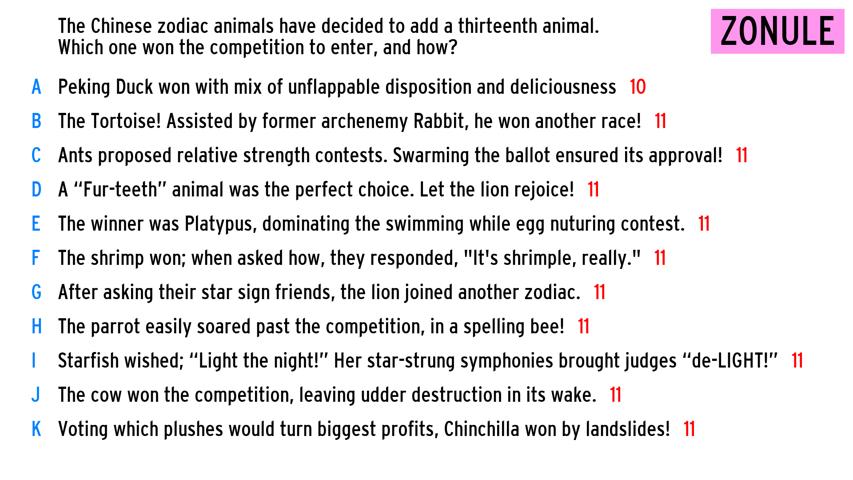 The Chinese zodiac animals have decided to add a thirteenth animal.
Which one won the competition to enter, and how?
ZONULE
A Peking Duck won with mix of unflappable disposition and deliciousness 10
B The Tortoise! Assisted by former archenemy Rabbit, he won another race! 11
C Ants proposed relative strength contests. Swarming the ballot ensured its approval! 11
D A “Fur-teeth” animal was the perfect choice. Let the lion rejoice! 11
E The winner was Platypus, dominating the swimming while egg nuturing contest. 11
F The shrimp won; when asked how, they responded, "It's shrimple, really." 11
G After asking their star sign friends, the lion joined another zodiac. 11
H The parrot easily soared past the competition, in a spelling bee! 11
I Starfish wished; “Light the night!” Her star-strung symphonies brought judges “de-LIGHT!” 11
J The cow won the competition, leaving udder destruction in its wake. 11
K Voting which plushes would turn biggest profits, Chinchilla won by landslides! 11